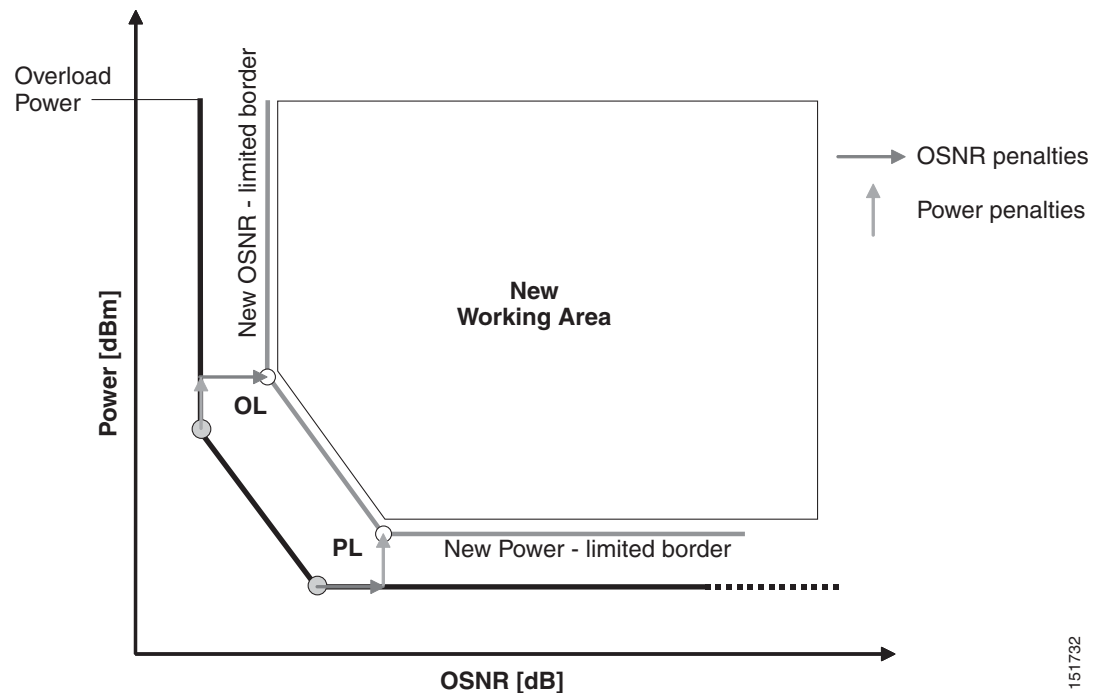 Overload
Power
New OSNR - limited border
OSNR penalties
Power penalties
New
Working Area
Power [dBm]
OL
PL
New Power - limited border
OSNR [dB]
151732